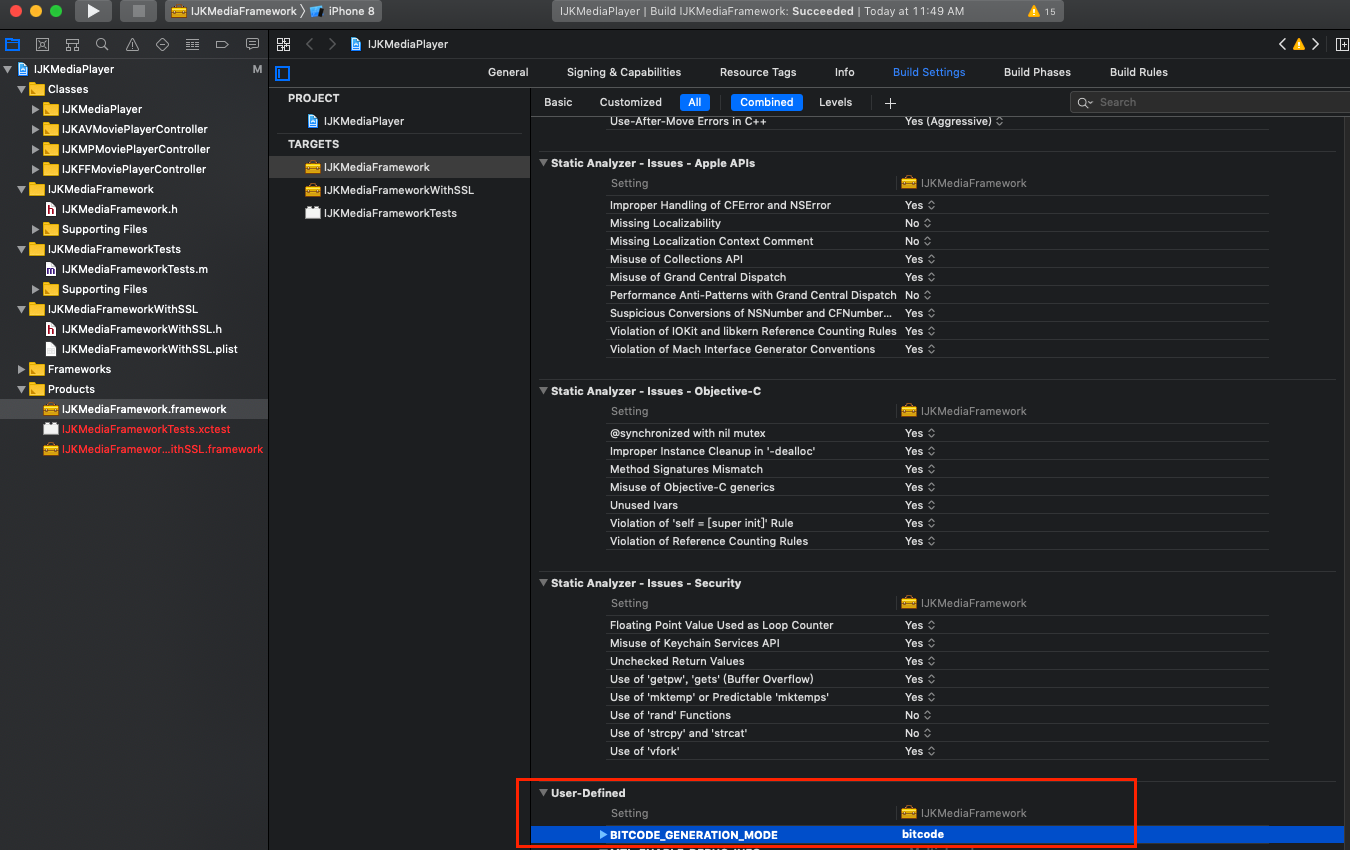 IJKMediaFramework 〉 iPhone 8
IJKMediaPlayer | Build IJKMediaFramework: Succeeded | Today at 11:49 AM
15
IJKMediaPlayer M
Classes
IJKMediaPlayer
IJKAVMoviePlayerController
IJKMPMoviePlayerController
IJKFFMoviePlayerController
IJKMediaFramework
IJKMediaFramework.h
Supporting Files
IJKMediaFrameworkTests
IJKMediaFrameworkTests.m
Supporting Files
IJKMediaFrameworkWithSSL
IJKMediaFrameworkWithSSL.h
IJKMediaFrameworkWithSSL.plist
Frameworks
Products
IJKMediaFramework.framework
IJKMediaFrameworkTests.xctest
IJKMediaFramewor...ithSSL.framework
IJKMediaPlayer
General Signing & Capabilities Resource Tags Info Build Settings Build Phases Build Rules
PROJECT
IJKMediaPlayer
TARGETS
IJKMediaFramework
IJKMediaFrameworkWithSSL
IJKMediaFrameworkTests
Basic Customized All Combined Levels + Search
Use-After-Move Errors in C++ Yes (Aggressive)
Static Analyzer - Issues - Apple APIs
Setting IJKMediaFramework
Improper Handling of CFError and NSError Yes
Missing Localizability No
Missing Localization Context Comment No
Misuse of Collections API Yes
Misuse of Grand Central Dispatch Yes
Performance Anti-Patterns with Grand Central Dispatch No
Suspicious Conversions of NSNumber and CFNumber... Yes
Violation of IOKit and libkern Reference Counting Rules Yes
Violation of Mach Interface Generator Conventions Yes
Static Analyzer - Issues - Objective-C
Setting IJKMediaFramework
@synchronized with nil mutex Yes
Improper Instance Cleanup in '-dealloc' Yes
Method Signatures Mismatch Yes
Misuse of Objective-C generics Yes
Unused Ivars Yes
Violation of 'self = [super init]' Rule Yes
Violation of Reference Counting Rules Yes
Static Analyzer - Issues - Security
Setting IJKMediaFramework
Floating Point Value Used as Loop Counter Yes
Misuse of Keychain Services API Yes
Unchecked Return Values Yes
Use of 'getpw', 'gets' (Buffer Overflow) Yes
Use of 'mktemp' or Predictable 'mktemps' Yes
Use of 'rand' Functions No
Use of 'strcpy' and 'strcat' No
Use of 'vfork' Yes
User-Defined
Setting IJKMediaFramework
BITCODE_GENERATION_MODE bitcode